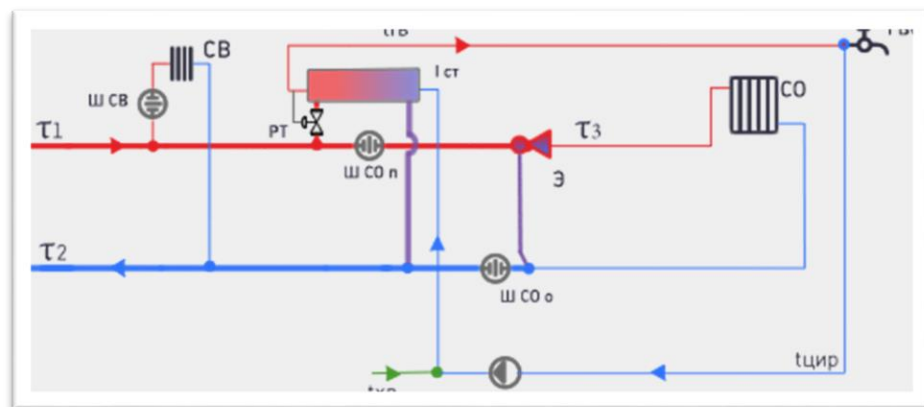 СВ
I ст
Ш СВ
СО
РТ
τ1
τ3
Ш СО п
Э
τ2
Ш СО о
tцир